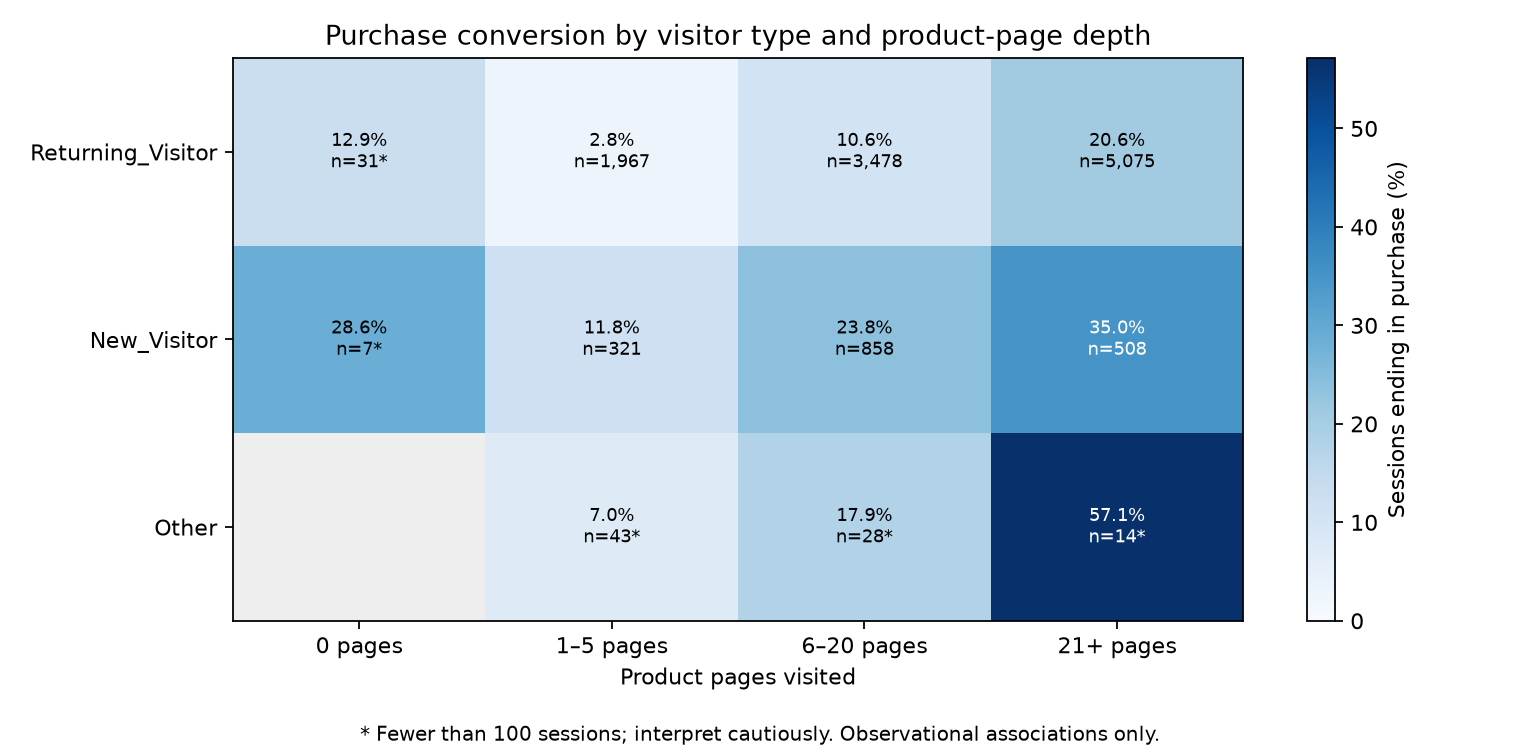 Purchase conversion by visitor type and product-page depth
Returning_Visitor
12.9%
n=31*
2.8%
n=1,967
10.6%
n=3,478
20.6%
n=5,075
New_Visitor
28.6%
n=7*
11.8%
n=321
23.8%
n=858
35.0%
n=508
Other
7.0%
n=43*
17.9%
n=28*
57.1%
n=14*
0 pages
1–5 pages
6–20 pages
21+ pages
Product pages visited
50
40
30
20
10
0
Sessions ending in purchase (%)
* Fewer than 100 sessions; interpret cautiously. Observational associations only.